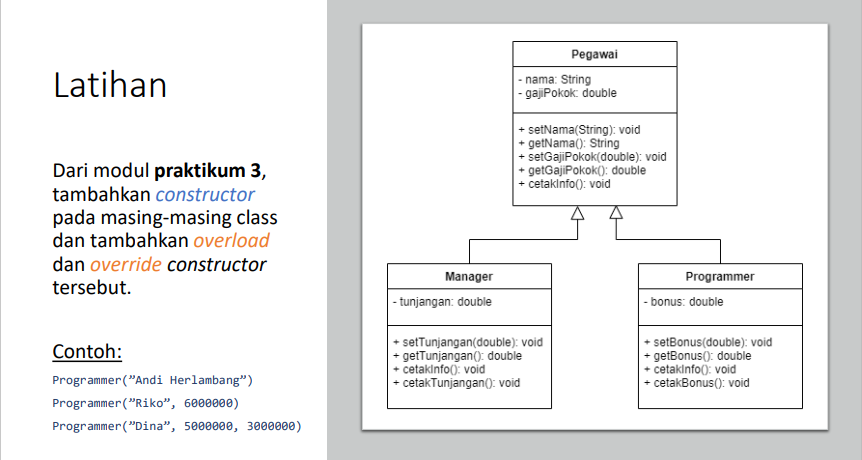 Latihan
Dari modul praktikum 3,
tambahkan constructor
pada masing-masing class
dan tambahkan overload
dan override constructor
tersebut.
Contoh:
Programmer(”Andi Herlambang”)
Programmer(”Riko”, 6000000)
Programmer(”Dina”, 5000000, 3000000)
Pegawai
- nama: String
- gajiPokok: double
+ setNama(String): void
+ getNama(): String
+ setGajiPokok(double): void
+ getGajiPokok(): double
+ cetakInfo(): void
Manager
- tunjangan: double
+ setTunjangan(double): void
+ getTunjangan(): double
+ cetakInfo(): void
+ cetakTunjangan(): void
Programmer
- bonus: double
+ setBonus(double): void
+ getBonus(): double
+ cetakInfo(): void
+ cetakBonus(): void